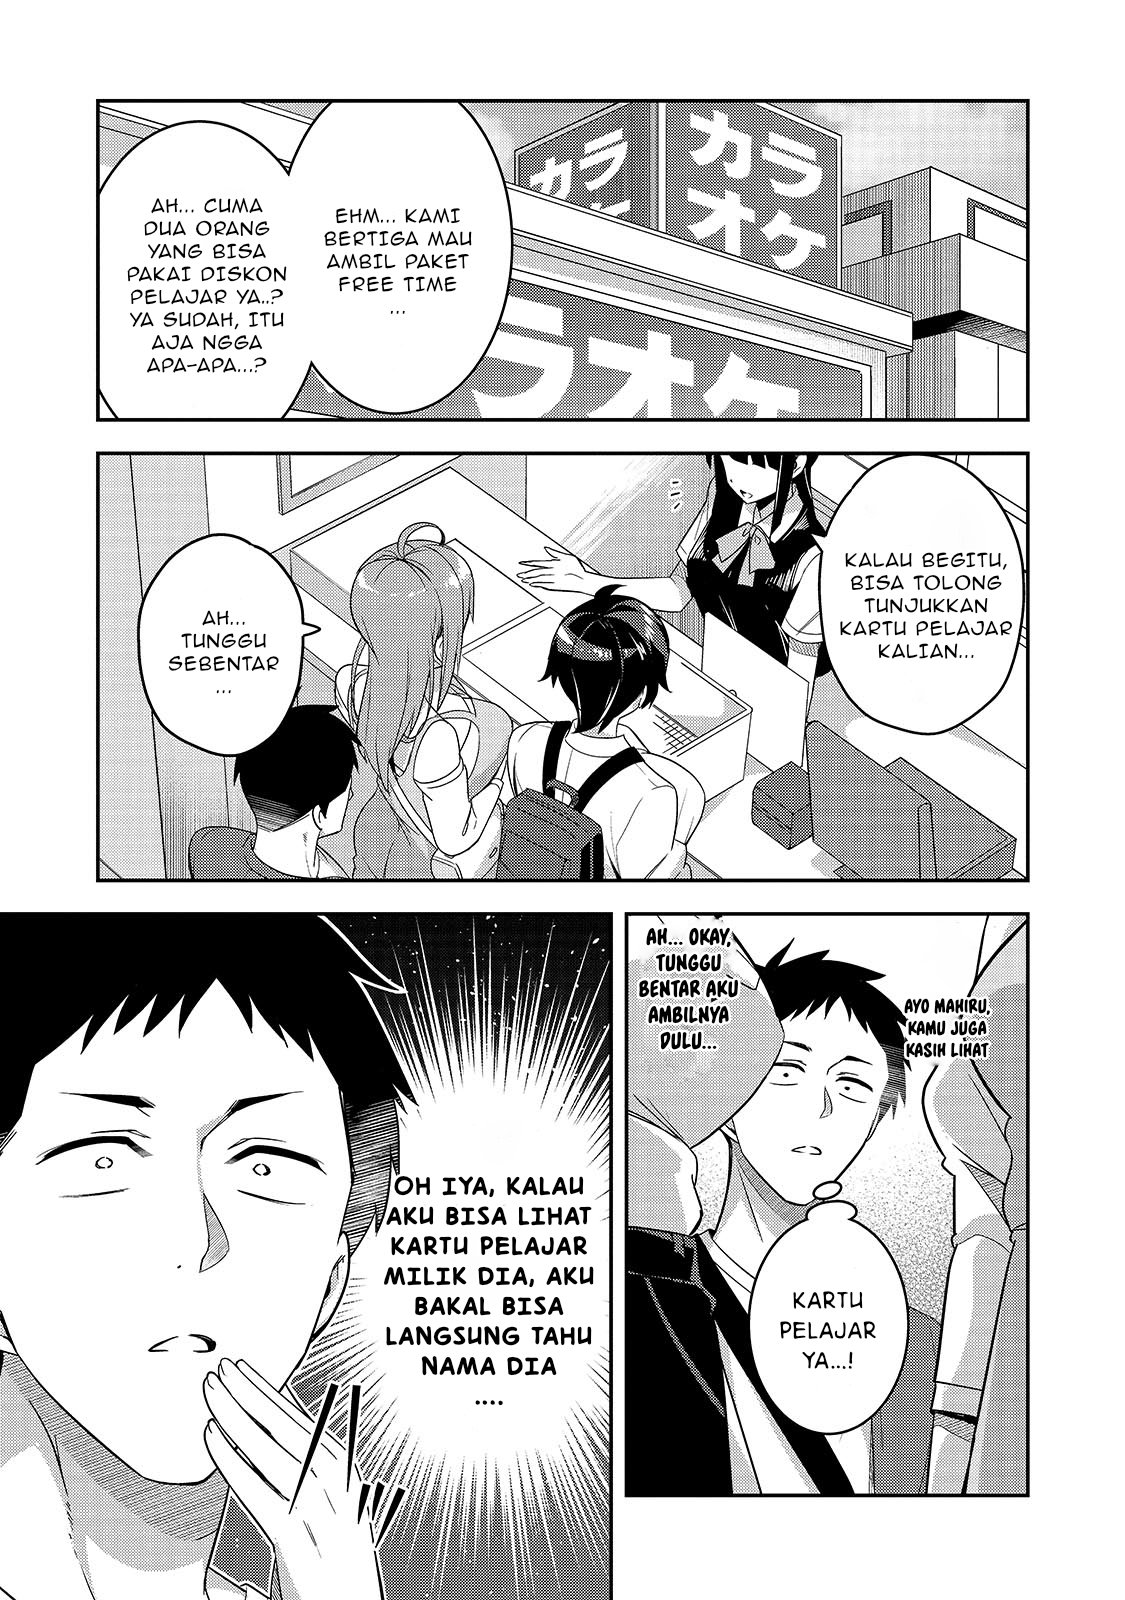 カラオケ
カラ
ラオケ
EHM... KAMI
BERTIGA MAU
AMBIL PAKET
FREE TIME
...
AH... CUMA
DUA ORANG
YANG BISA
PAKAI DISKON
PELAJAR YA..?
YA SUDAH, ITU
AJA NGGA
APA-APA...?
KALAU BEGITU,
BISA TOLONG
TUNJUKKAN
KARTU PELAJAR
KALIAN...
AH...
TUNGGU
SEBENTAR
...
AYO MAHIRU,
KAMU JUGA
KASIH LIHAT
AH... OKAY,
TUNGGU
BENTAR AKU
AMBILNYA
DULU...
KARTU
PELAJAR
YA...!
OH IYA, KALAU
AKU BISA LIHAT
KARTU PELAJAR
MILIK DIA, AKU
BAKAL BISA
LANGSUNG TAHU
NAMA DIA
....